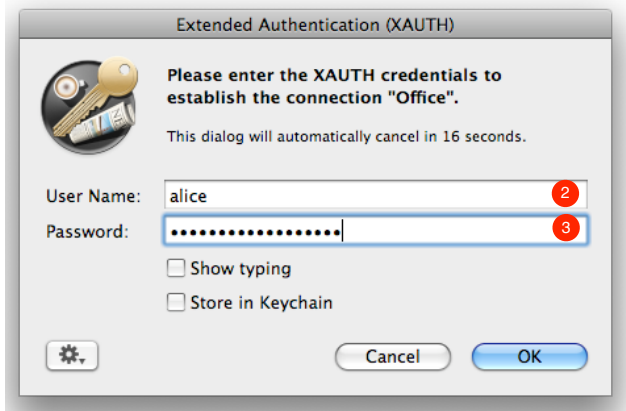 Extended Authentication (XAUTH)
Please enter the XAUTH credentials to
establish the connection "Office".
This dialog will automatically cancel in 16 seconds.
User Name: alice 2
Password: •••••••••••••••••• 3
Show typing
Store in Keychain
Cancel OK